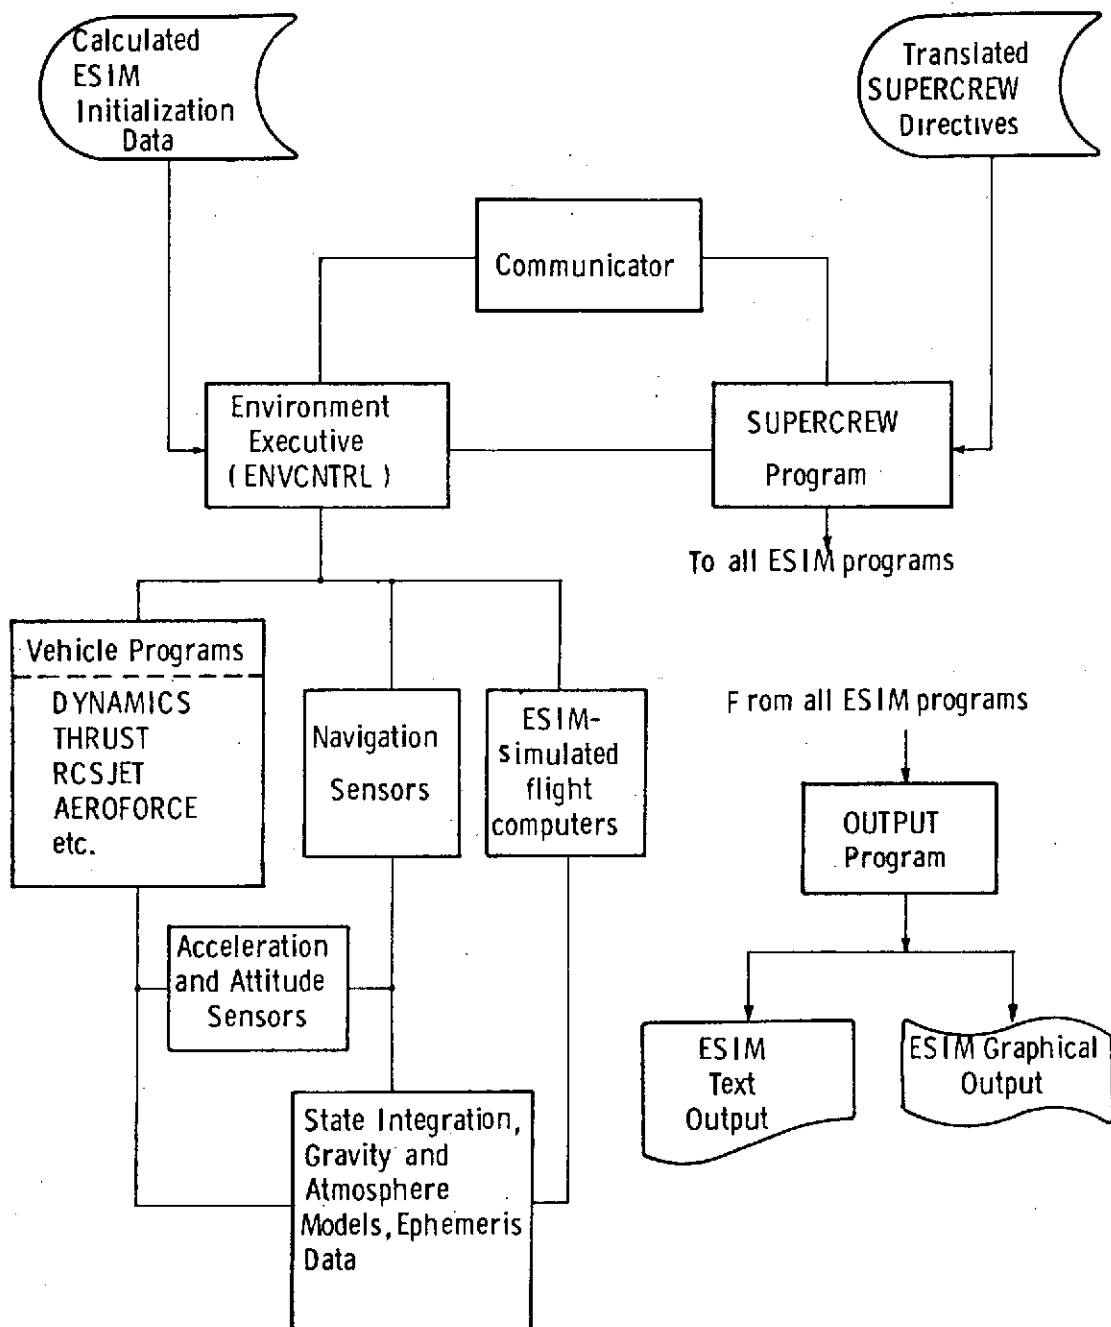 Calculated
ESIM
Initialization
Data
Translated
SUPERCREW
Directives
Communicator
Environment
Executive
(ENVCNTRL)
SUPERCREW
Program
To all ESIM programs
Vehicle Programs
DYNAMICS
THRUST
RCSJET
AEROFORCE
etc.
Navigation
Sensors
ESIM-
simulated
flight
computers
From all ESIM programs
OUTPUT
Program
Acceleration
and Attitude
Sensors
ESIM
Text
Output
ESIM Graphical
Output
State Integration,
Gravity and
Atmosphere
Models, Ephemeris
Data